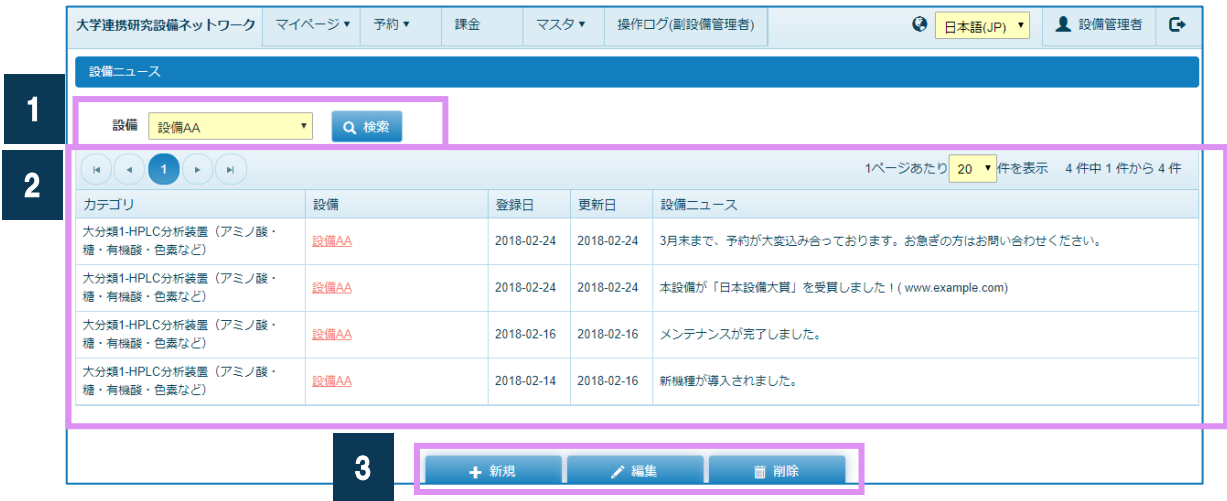 大学連携研究設備ネットワーク マイページ▼ 予約▼ 課金 マスタ▼ 操作ログ(副設備管理者) 日本語(JP) ▼ 設備管理者
設備ニュース
1
設備 設備AA ▼ 検索
2
1 1ページあたり 20 ▼ 件を表示 4 件中 1 件から 4 件
カテゴリ 設備 登録日 更新日 設備ニュース
大分類1-HPLC分析装置（アミノ酸・
糖・有機酸・色素など） 設備AA 2018-02-24 2018-02-24 3月末まで、予約が大変込み合っております。お急ぎの方はお問い合わせください。
大分類1-HPLC分析装置（アミノ酸・
糖・有機酸・色素など） 設備AA 2018-02-24 2018-02-24 本設備が「日本設備大賞」を受賞しました！( www.example.com)
大分類1-HPLC分析装置（アミノ酸・
糖・有機酸・色素など） 設備AA 2018-02-16 2018-02-16 メンテナンスが完了しました。
大分類1-HPLC分析装置（アミノ酸・
糖・有機酸・色素など） 設備AA 2018-02-14 2018-02-16 新機種が導入されました。
3
新規 編集 削除